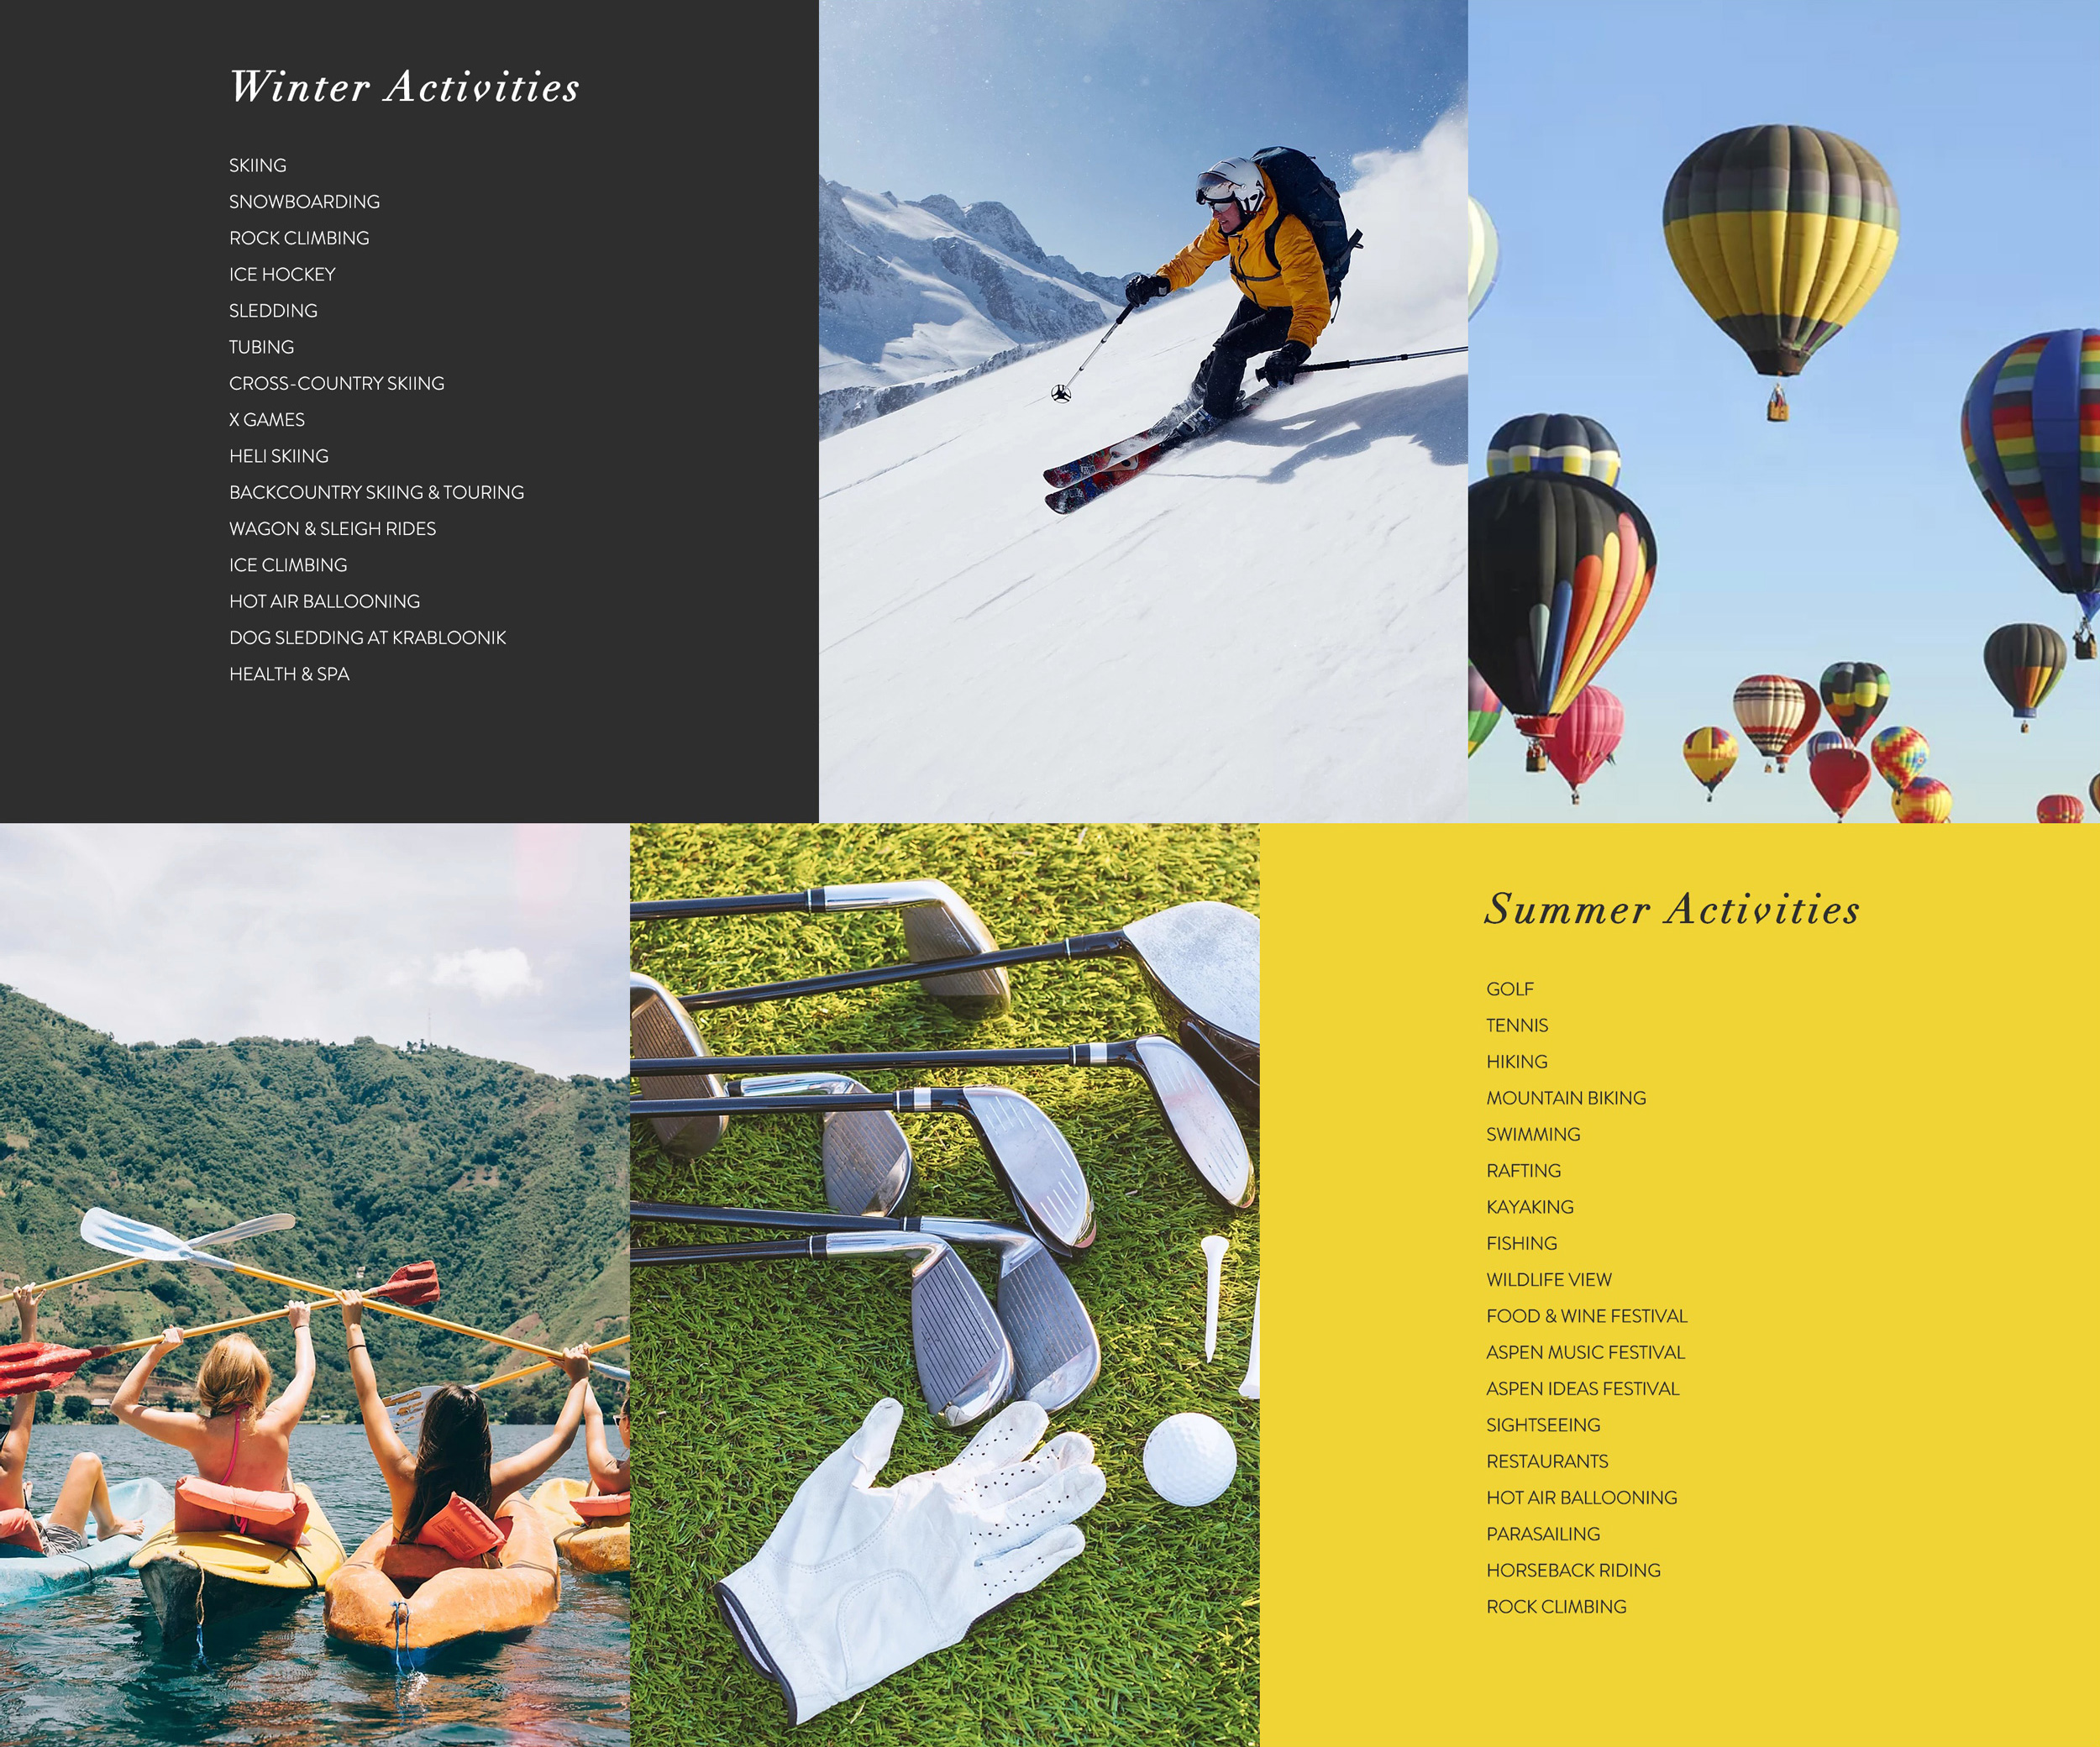 Winter Activities
SKIING
SNOWBOARDING
ROCK CLIMBING
ICE HOCKEY
SLEDDING
TUBING
CROSS-COUNTRY SKIING
X GAMES
HELI SKIING
BACKCOUNTRY SKIING & TOURING
WAGON & SLEIGH RIDES
ICE CLIMBING
HOT AIR BALLOONING
DOG SLEDDING AT KRABLOONIK
HEALTH & SPA
Summer Activities
GOLF
TENNIS
HIKING
MOUNTAIN BIKING
SWIMMING
RAFTING
KAYAKING
FISHING
WILDLIFE VIEW
FOOD & WINE FESTIVAL
ASPEN MUSIC FESTIVAL
ASPEN IDEAS FESTIVAL
SIGHTSEEING
RESTAURANTS
HOT AIR BALLOONING
PARASAILING
HORSEBACK RIDING
ROCK CLIMBING